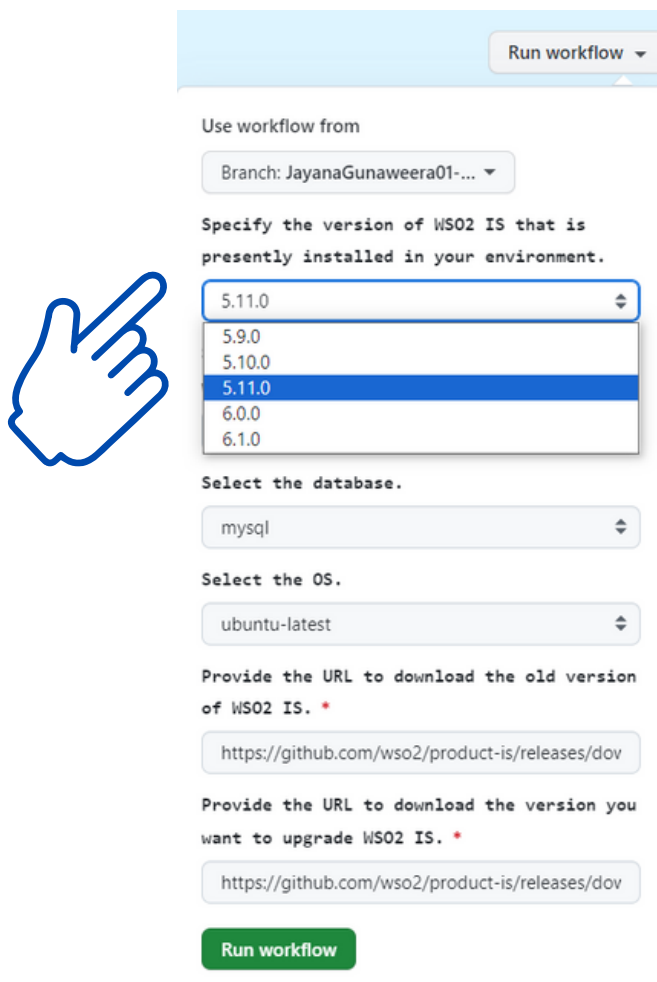 Run workflow
Use workflow from
Branch: JayanaGunaweera01-...
Specify the version of WSO2 IS that is
presently installed in your environment.
5.11.0
5.9.0
5.10.0
5.11.0
6.0.0
6.1.0
Select the database.
mysql
Select the OS.
ubuntu-latest
Provide the URL to download the old version
of WSO2 IS. *
https://github.com/wso2/product-is/releases/dov
Provide the URL to download the version you
want to upgrade WSO2 IS. *
https://github.com/wso2/product-is/releases/dov
Run workflow